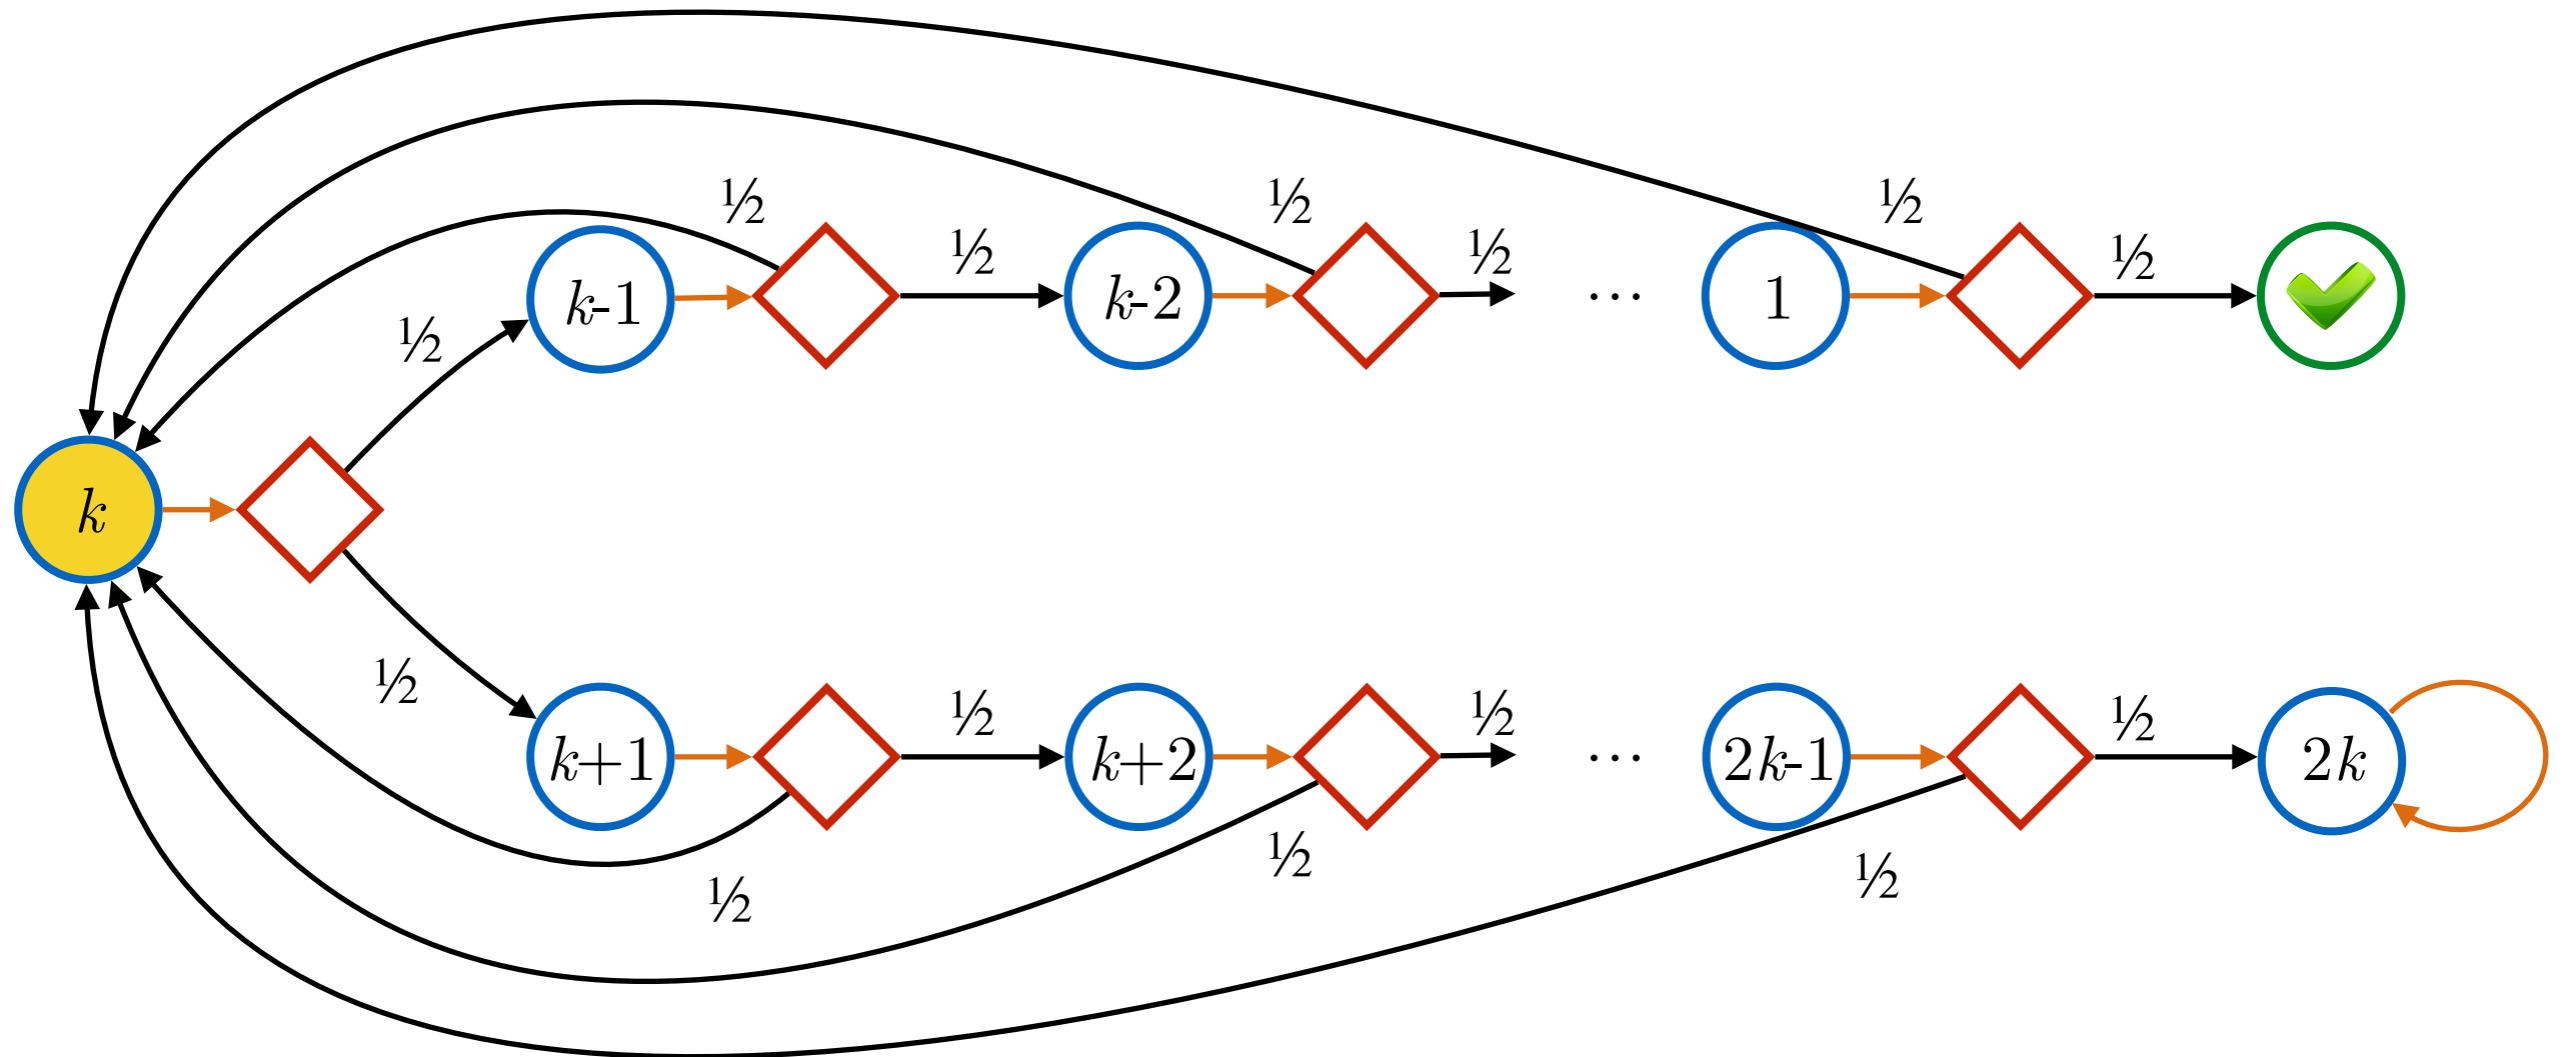 ½ ½ ½
½ ½ ½
k-1 k-2 ⋯ 1
½
k
½
½ ½ ½
k+1 k+2 ⋯ 2k-1 2k
½ ½ ½